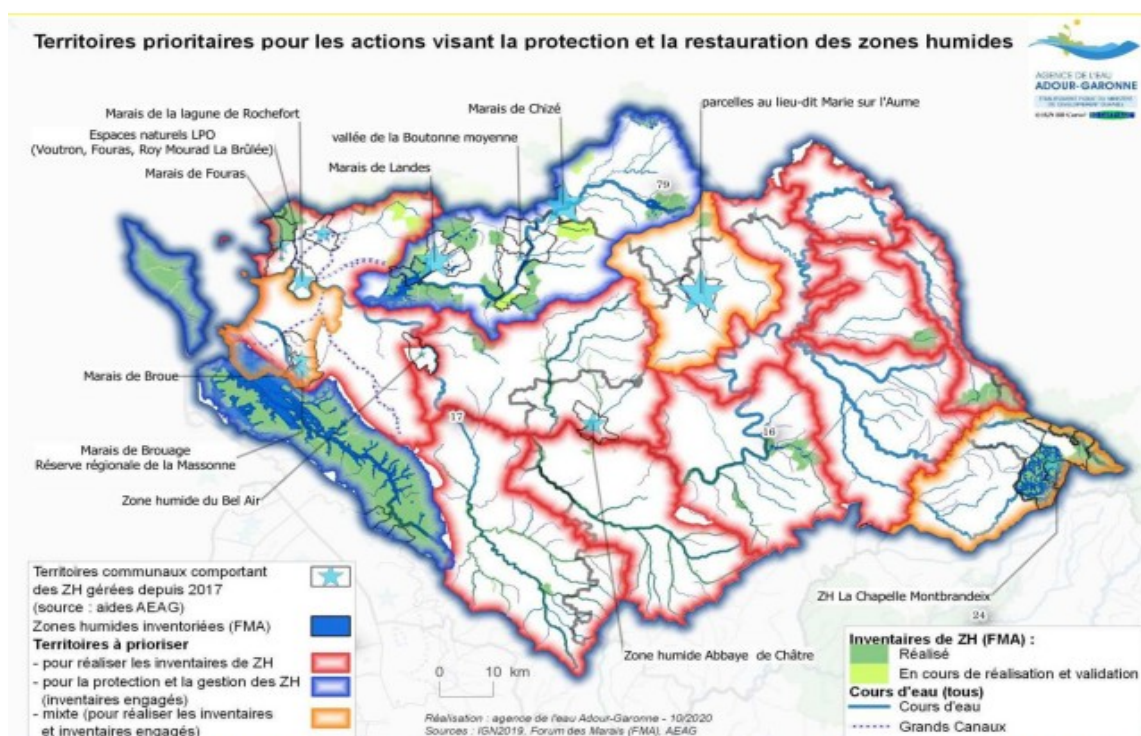 Territoires prioritaires pour les actions visant la protection et la restauration des zones humides
AGENCE DE L'EAU
ADOUR-GARONNE
ÉTABLISSEMENT PUBLIC DU MINISTÈRE
DU DÉVELOPPEMENT DURABLE
Marais de la lagune de Rochefort
Espaces naturels LPO
(Voutron, Fouras, Roy Mourad La Brûlée)
Marais de Fouras
Marais de Chizé
vallée de la Boutonne moyenne
Marais de Landes
parcelles au lieu-dit Marie sur l'Aume
79
Marais de Broue
17
16
Marais de Brouage
Réserve régionale de la Massonne
Zone humide du Bel Air
ZH La Chapelle Montbrandeix
24
Zone humide Abbaye de Châtre
Territoires communaux comportant
des ZH gérées depuis 2017
(source : aides AEAG)
Zones humides inventoriées (FMA)
Territoires à prioriser
- pour réaliser les inventaires de ZH
- pour la protection et la gestion des ZH
(inventaires engagés)
- mixte (pour réaliser les inventaires
et inventaires engagés)
0 10 km
Réalisation : agence de l'eau Adour-Garonne - 10/2020
Sources : IGN2019, Forum des Marais (FMA), AEAG
Inventaires de ZH (FMA) :
Réalisé
En cours de réalisation et validation
Cours d'eau (tous)
Cours d'eau
Grands Canaux